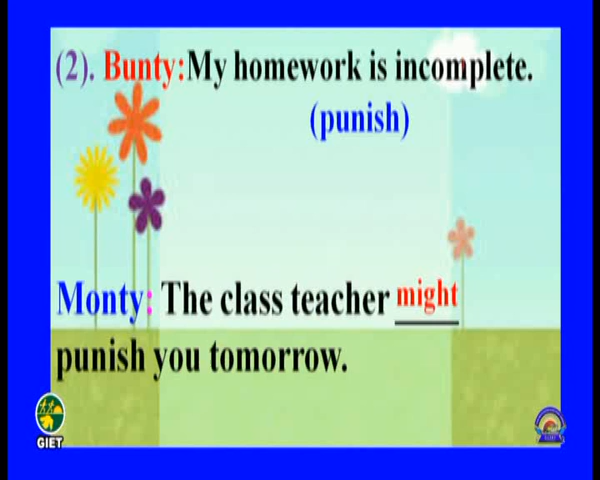 (2). Bunty:My homework is incomplete.
(punish)
Monty: The class teacher might
punish you tomorrow.
GIET